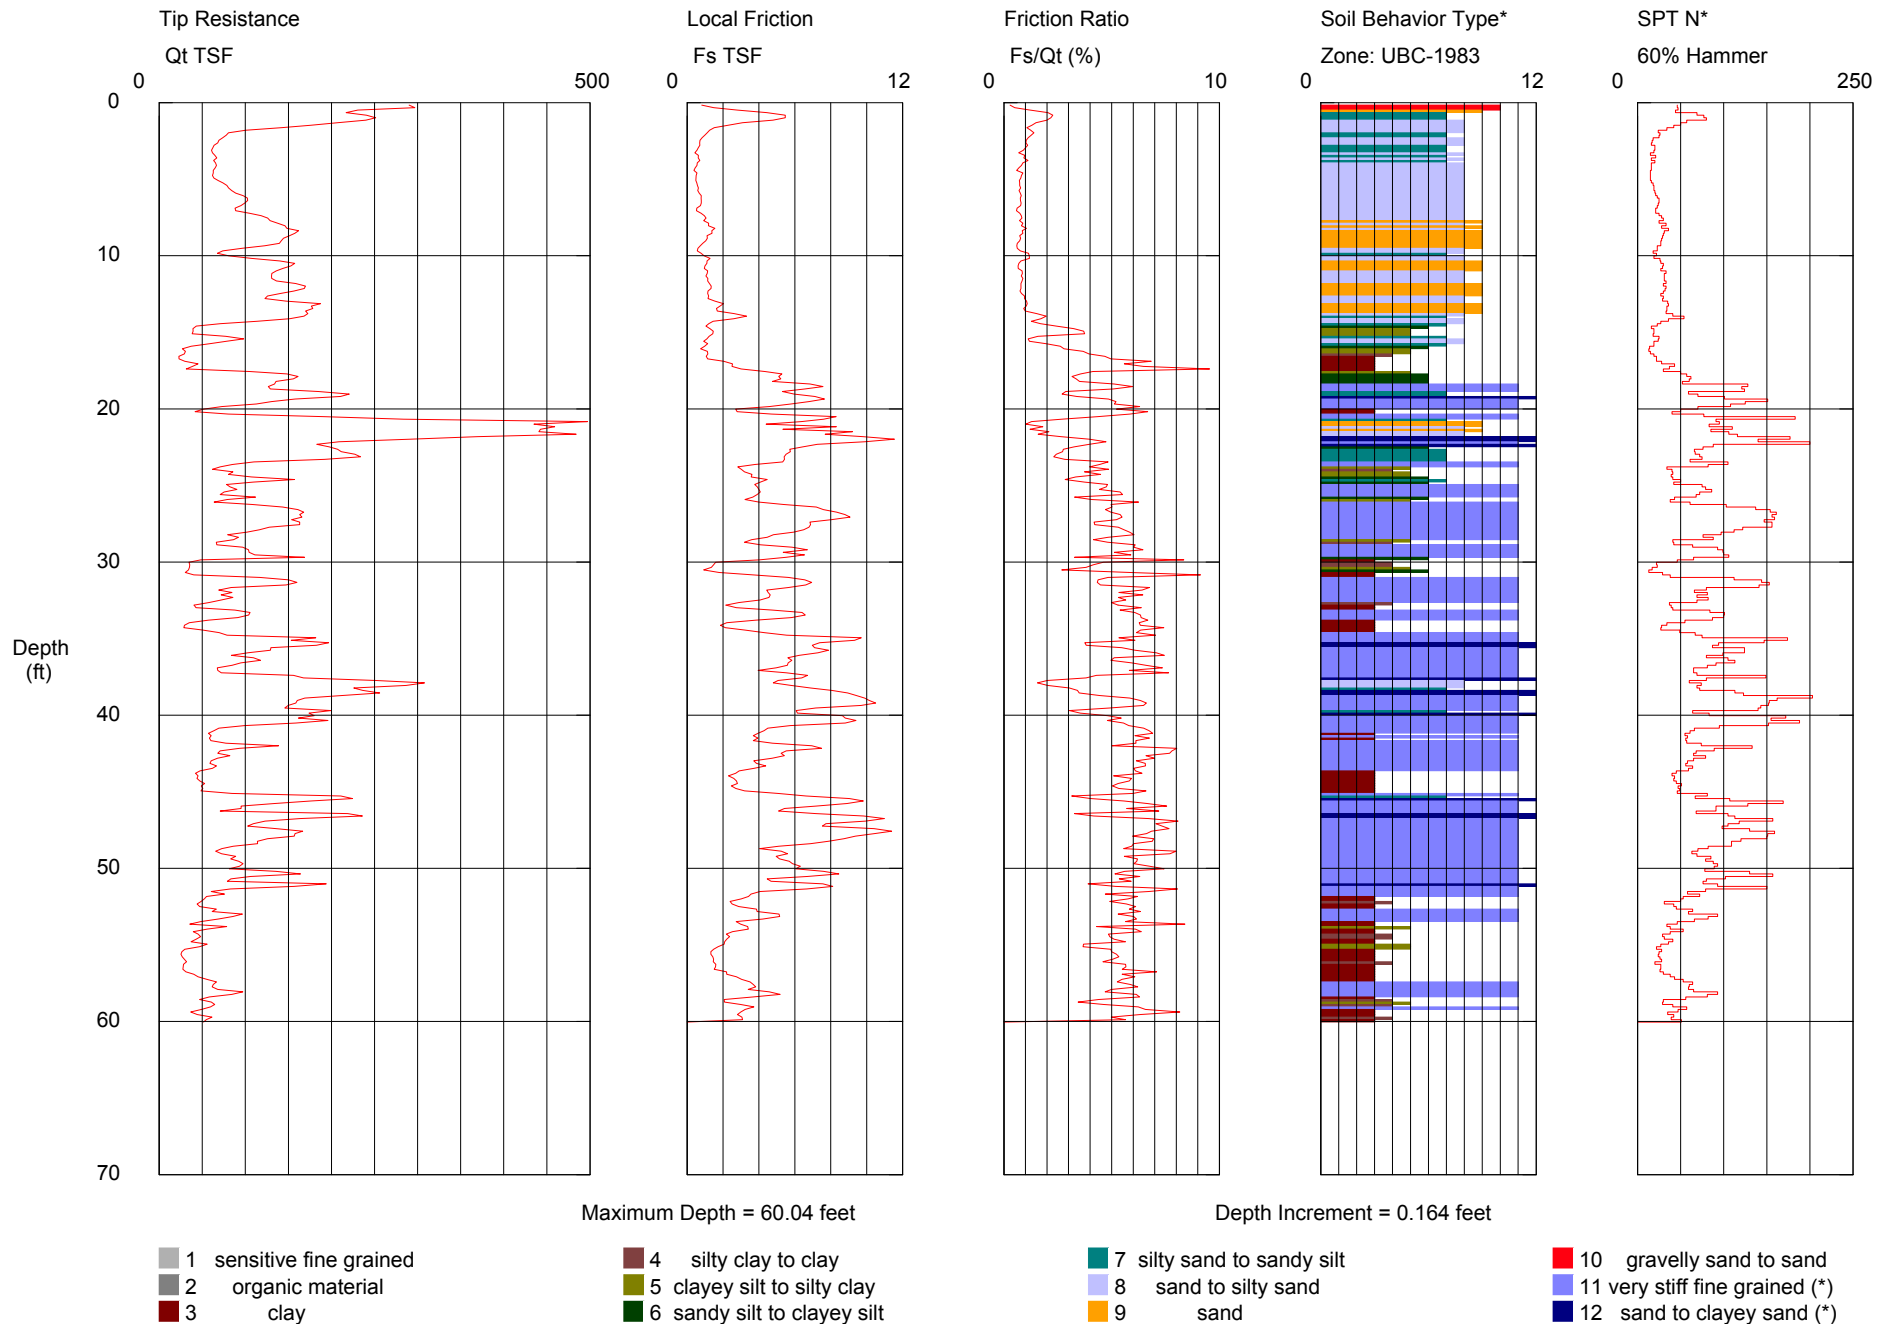 Tip Resistance Local Friction Friction Ratio Soil Behavior Type* SPT N*
Qt TSF Fs TSF Fs/Qt (%) Zone: UBC-1983 60% Hammer
0 500 0 12 0 10 0 12 0 250
0
10
20
30
Depth
(ft)
40
50
60
70
Maximum Depth = 60.04 feet Depth Increment = 0.164 feet
1 sensitive fine grained 4 silty clay to clay 7 silty sand to sandy silt 10 gravelly sand to sand
2 organic material 5 clayey silt to silty clay 8 sand to silty sand 11 very stiff fine grained (*)
3 clay 6 sandy silt to clayey silt 9 sand 12 sand to clayey sand (*)